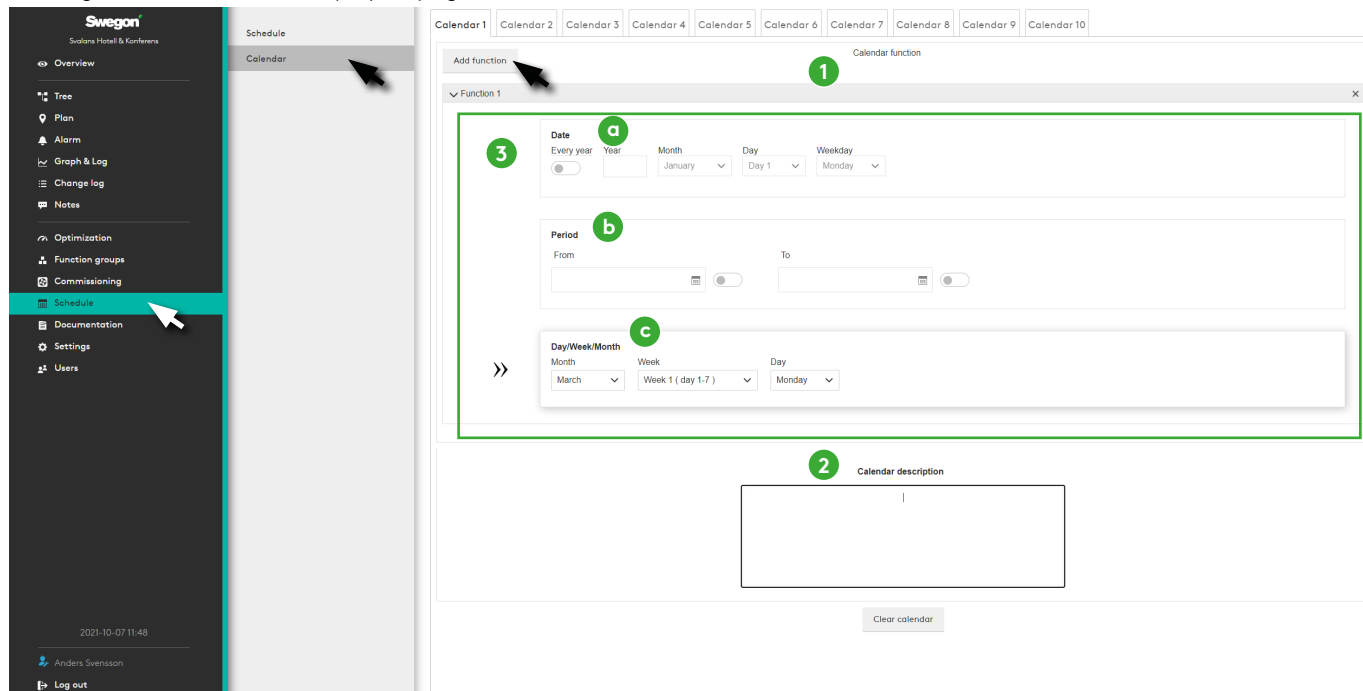 Swegon
Svalans Hotell & Konferens
Overview
Tree
Plan
Alarm
Graph & Log
Change log
Notes
Optimization
Function groups
Commissioning
Schedule
Documentation
Settings
Users
2021-10-07 11:48
Anders Svensson
Log out
Schedule
Calendar
Calendar 1 Calendar 2 Calendar 3 Calendar 4 Calendar 5 Calendar 6 Calendar 7 Calendar 8 Calendar 9 Calendar 10
Add function
Calendar function
1
Function 1
3
Date
a
Every year Year Month Day Weekday
January Day 1 Monday
Period
b
From To
c
Day/Week/Month
Month Week Day
March Week 1 ( day 1-7 ) Monday
2
Calendar description
Clear calendar